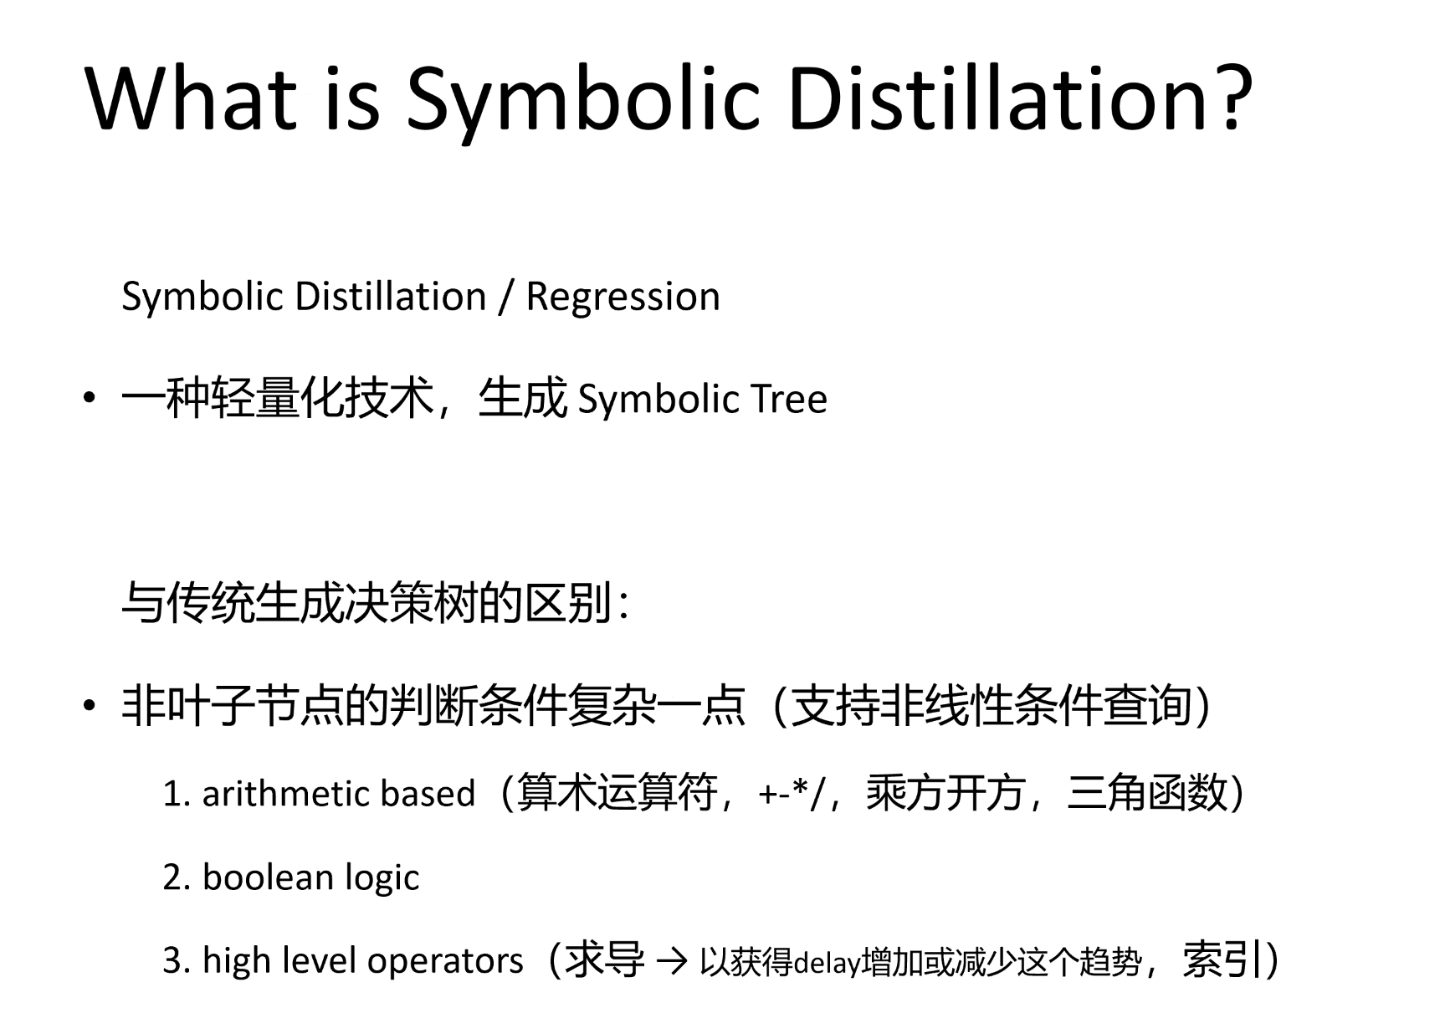 What is Symbolic Distillation?
Symbolic Distillation / Regression
• 一种轻量化技术，生成 Symbolic Tree
与传统生成决策树的区别：
• 非叶子节点的判断条件复杂一点（支持非线性条件查询）
1. arithmetic based（算术运算符，+-*/，乘方开方，三角函数）
2. boolean logic
3. high level operators（求导 → 以获得delay增加或减少这个趋势，索引）